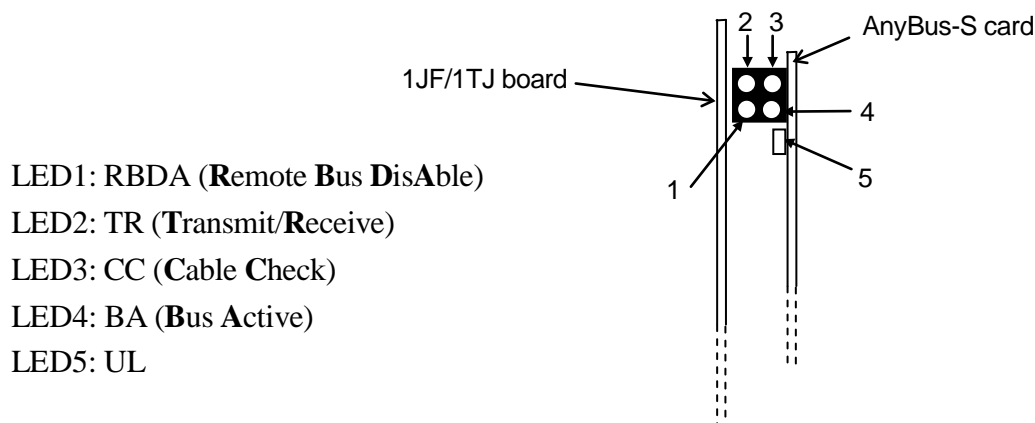 2 3
AnyBus-S card
1JF/1TJ board
4
1
5
LED1: RBDA (Remote Bus DisAble)
LED2: TR (Transmit/Receive)
LED3: CC (Cable Check)
LED4: BA (Bus Active)
LED5: UL